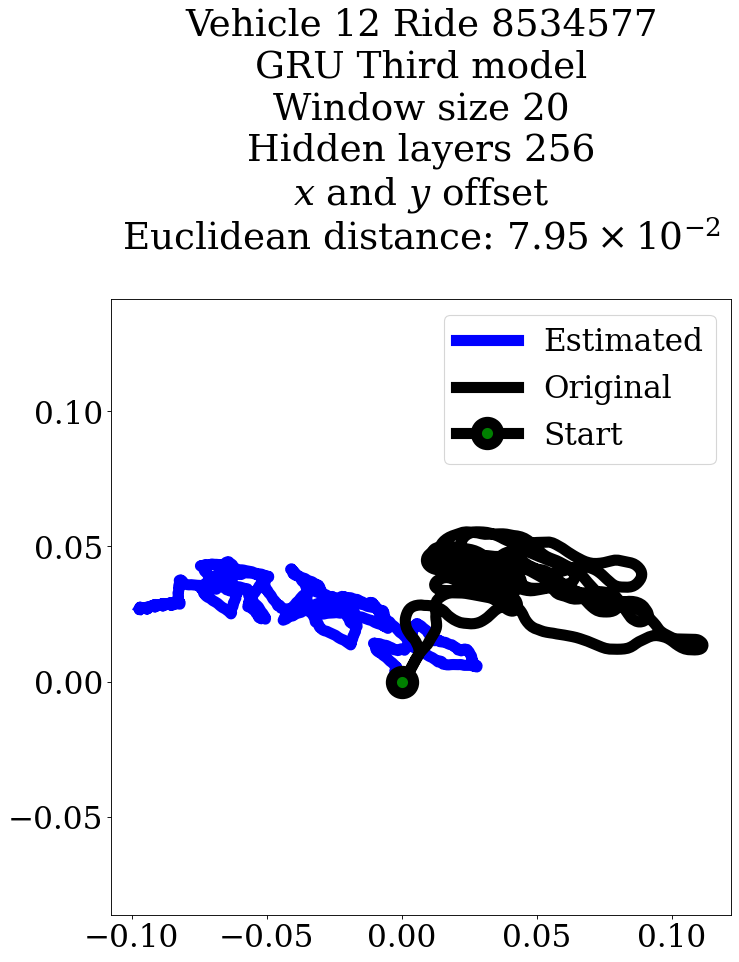 Vehicle 12 Ride 8534577
GRU Third model
Window size 20
Hidden layers 256
x and y offset
Euclidean distance: 7.95 × 10⁻²
Estimated
Original
Start
0.10
0.05
0.00
−0.05
−0.10 −0.05 0.00 0.05 0.10